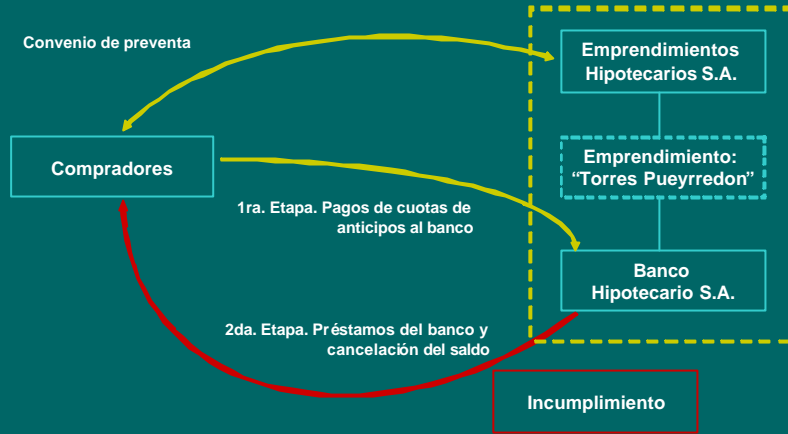 Convenio de preventa
Emprendimientos
Hipotecarios S.A.
Compradores
Emprendimiento:
“Torres Pueyrredon”
1ra. Etapa. Pagos de cuotas de
anticipos al banco
Banco
Hipotecario S.A.
2da. Etapa. Préstamos del banco y
cancelación del saldo
Incumplimiento